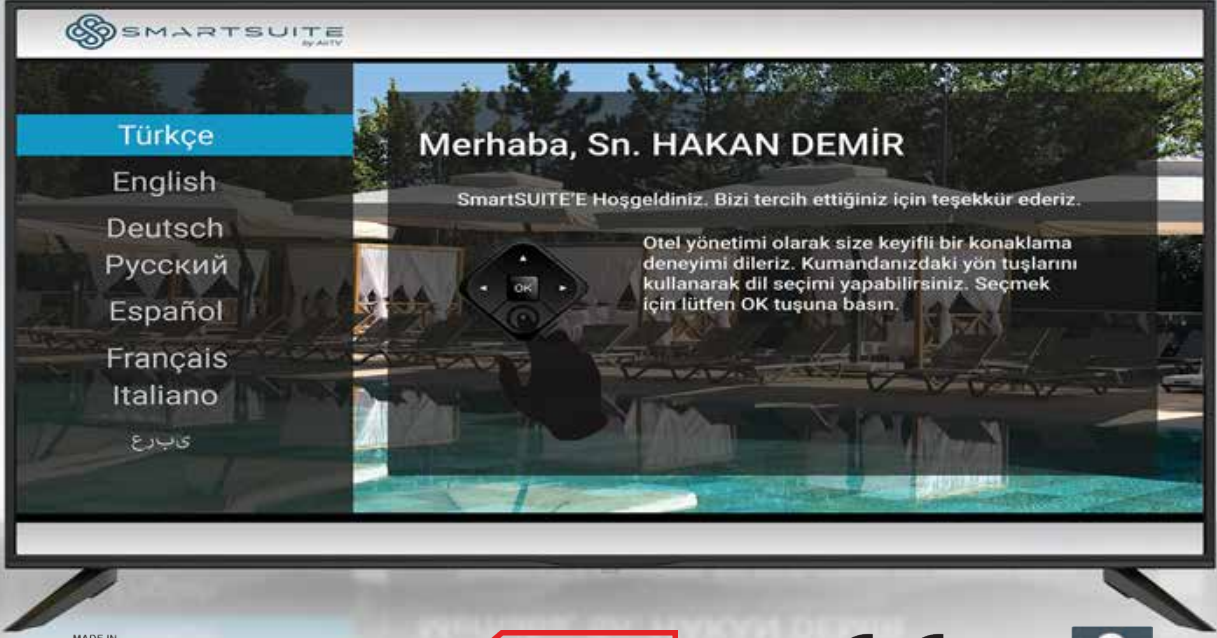 SMARTSUITE
by AirTV
Türkçe
English
Deutsch
Русский
Español
Français
Italiano
ىبرع
Merhaba, Sn. HAKAN DEMİR
SmartSUITE'E Hoşgeldiniz. Bizi tercih ettiğiniz için teşekkür ederiz.
Otel yönetimi olarak size keyifli bir konaklama
deneyimi dileriz. Kumandanızdaki yön tuşlarını
kullanarak dil seçimi yapabilirsiniz. Seçmek
için lütfen OK tuşuna basın.
OK
MADE IN